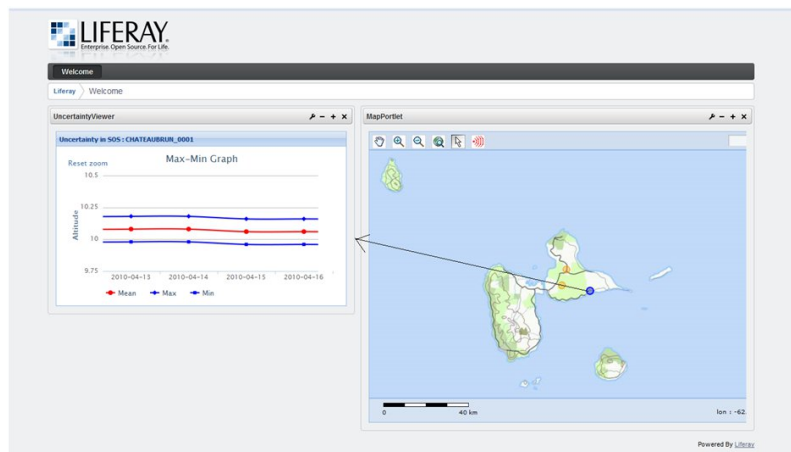 LIFERAY.
Enterprise. Open Source. For Life.
Welcome
Liferay Welcome
UncertaintyViewer
Uncertainty in SOS : CHATEAUBRUN_0001
Reset zoom
Max-Min Graph
10.5
10.25
10
9.75
Altitude
2010-04-13 2010-04-14 2010-04-15 2010-04-16
Mean Max Min
MapPortlet
0 40 km
lon : -62.
Powered By Liferay